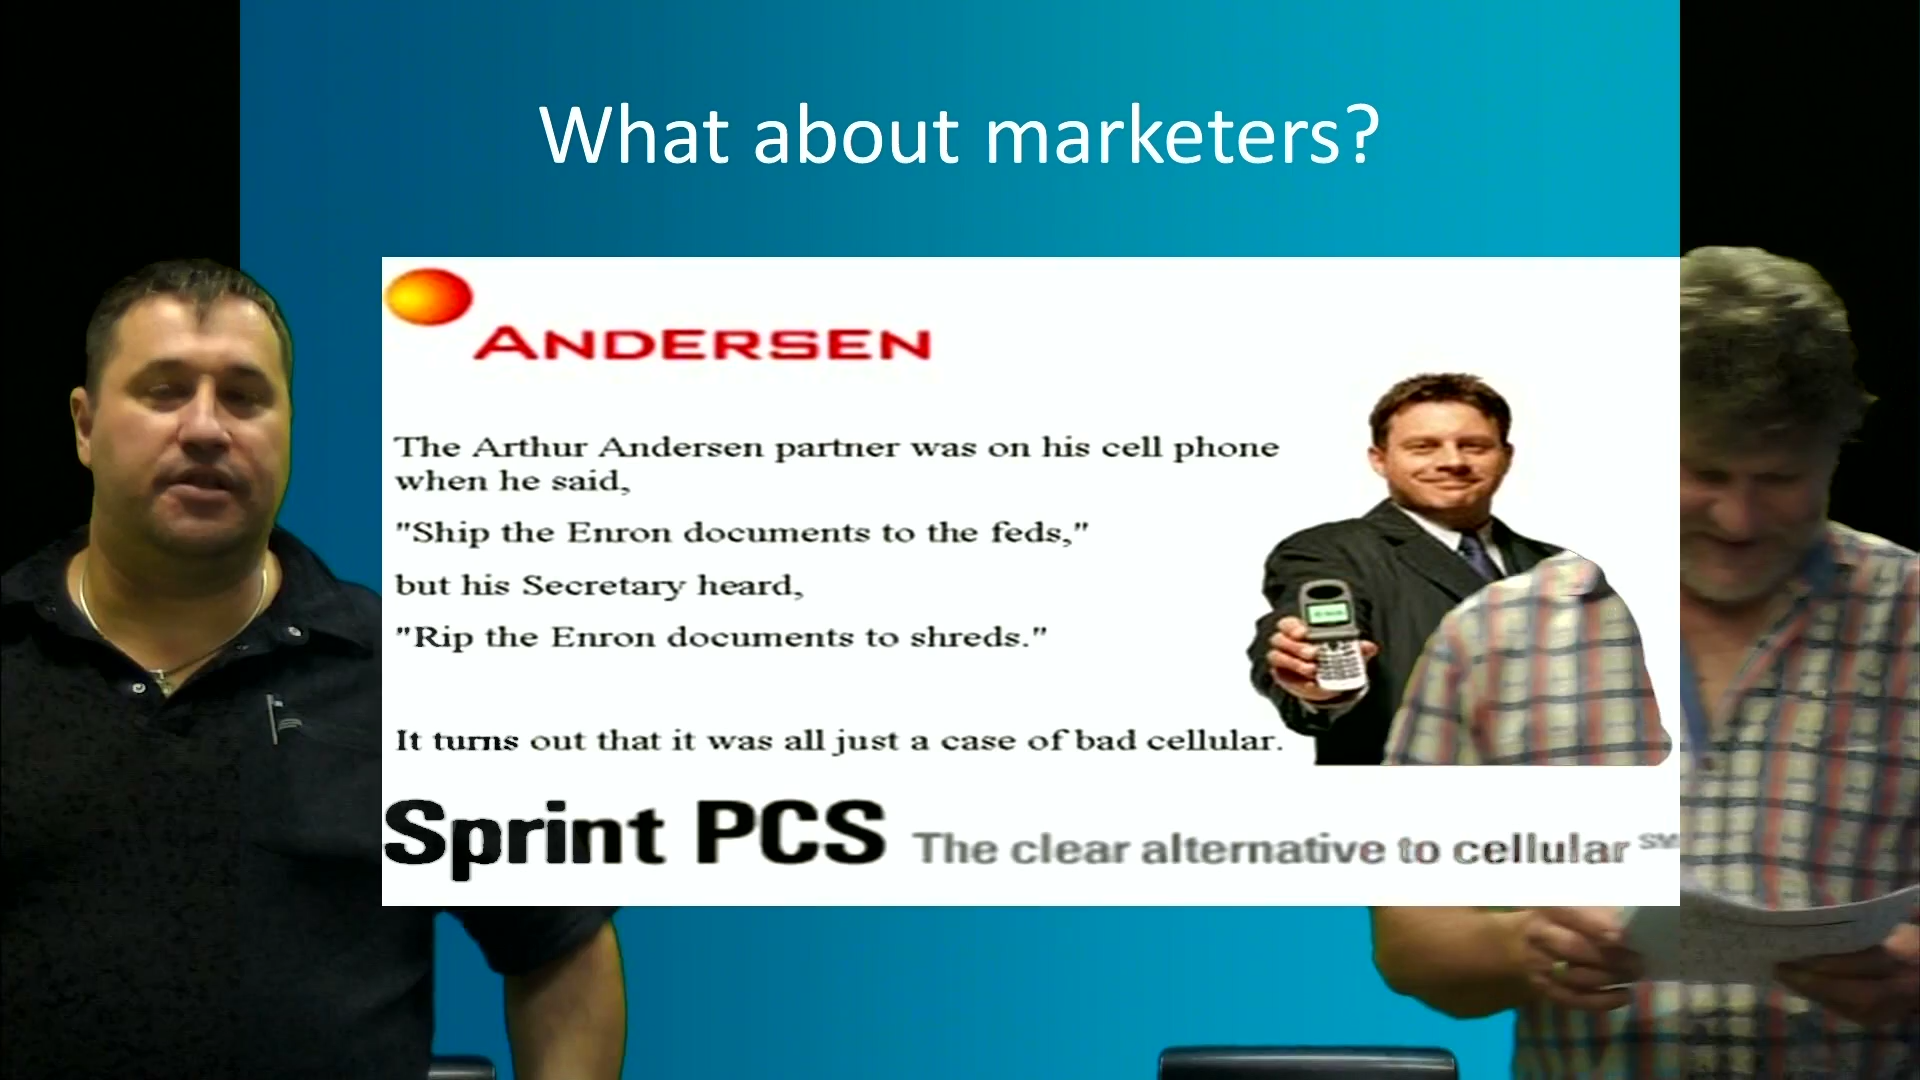 What about marketers?
ANDERSEN
The Arthur Andersen partner was on his cell phone
when he said,
"Ship the Enron documents to the feds,"
but his Secretary heard,
"Rip the Enron documents to shreds."
It turns out that it was all just a case of bad cellular.
Sprint PCS The clear alternative to cellular SM